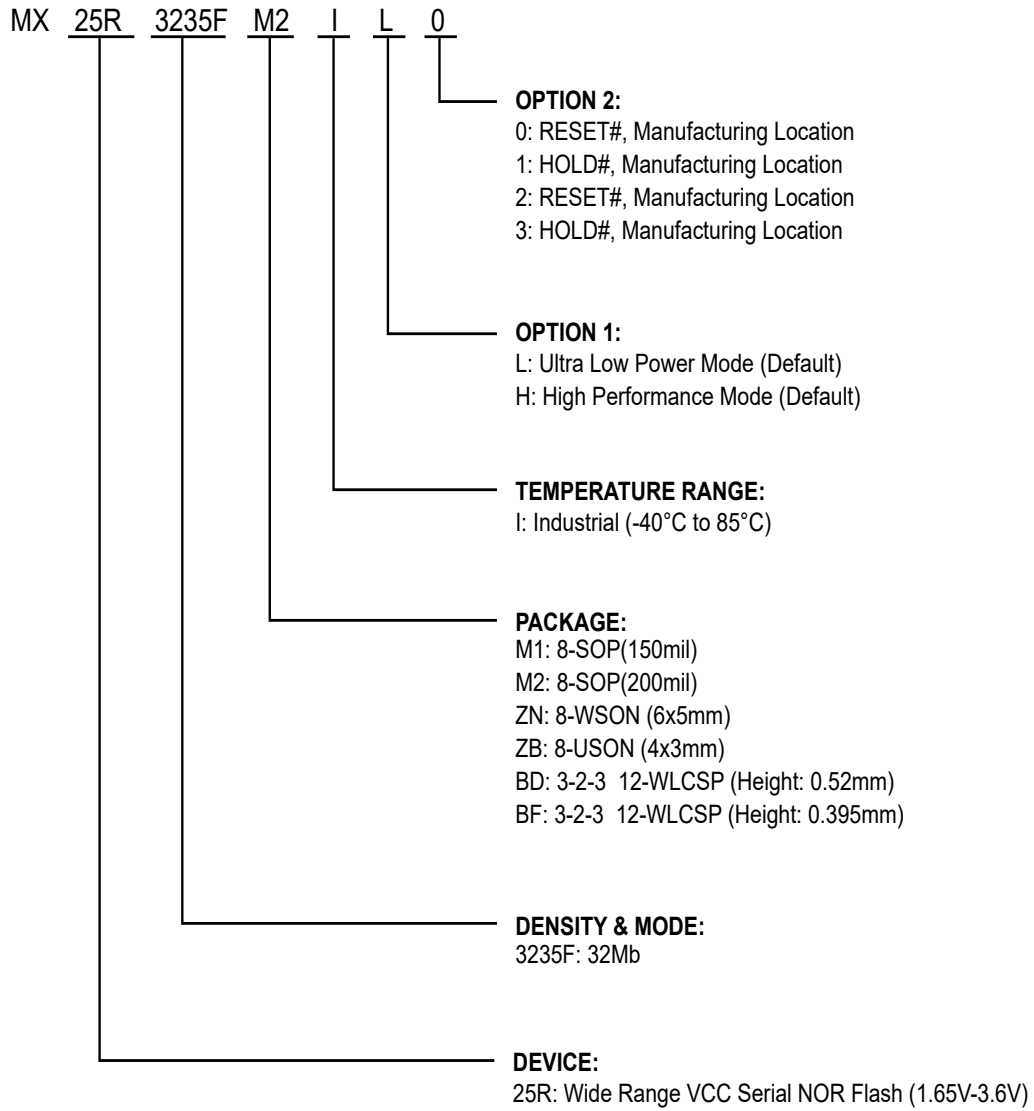 MX 25R 3235F M2 I L 0
OPTION 2:
0: RESET#, Manufacturing Location
1: HOLD#, Manufacturing Location
2: RESET#, Manufacturing Location
3: HOLD#, Manufacturing Location
OPTION 1:
L: Ultra Low Power Mode (Default)
H: High Performance Mode (Default)
TEMPERATURE RANGE:
I: Industrial (-40°C to 85°C)
PACKAGE:
M1: 8-SOP(150mil)
M2: 8-SOP(200mil)
ZN: 8-WSON (6x5mm)
ZB: 8-USON (4x3mm)
BD: 3-2-3 12-WLCSP (Height: 0.52mm)
BF: 3-2-3 12-WLCSP (Height: 0.395mm)
DENSITY & MODE:
3235F: 32Mb
DEVICE:
25R: Wide Range VCC Serial NOR Flash (1.65V-3.6V)